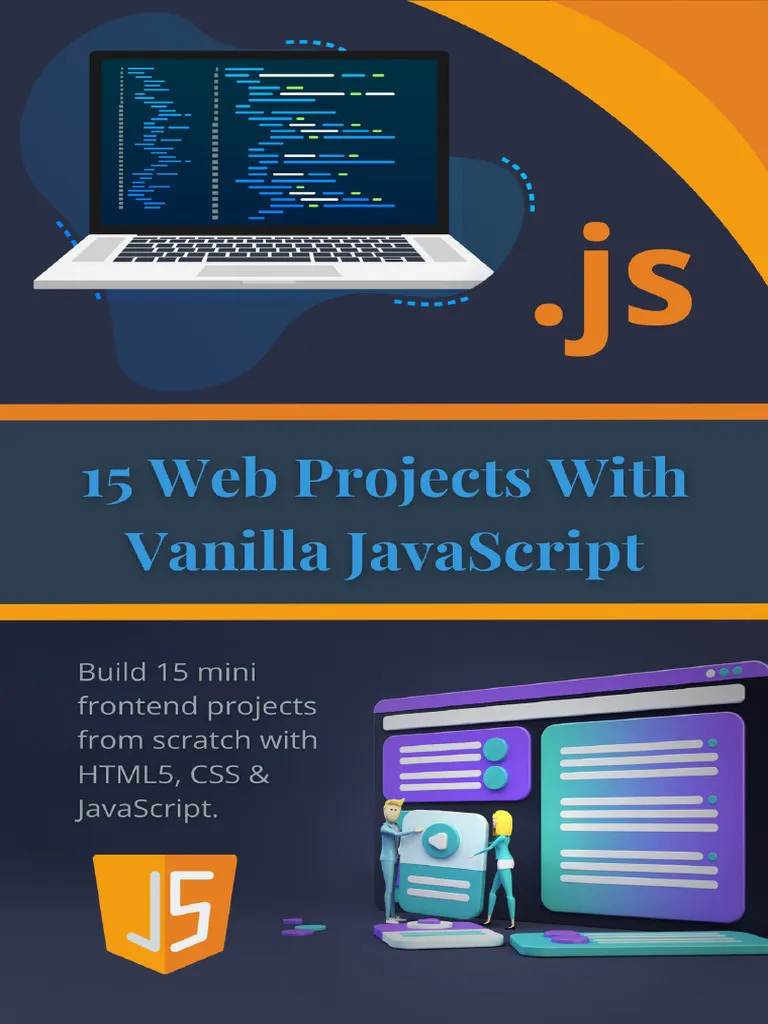 .js
15 Web Projects With
Vanilla JavaScript
Build 15 mini
frontend projects
from scratch with
HTML5, CSS &
JavaScript.
JS